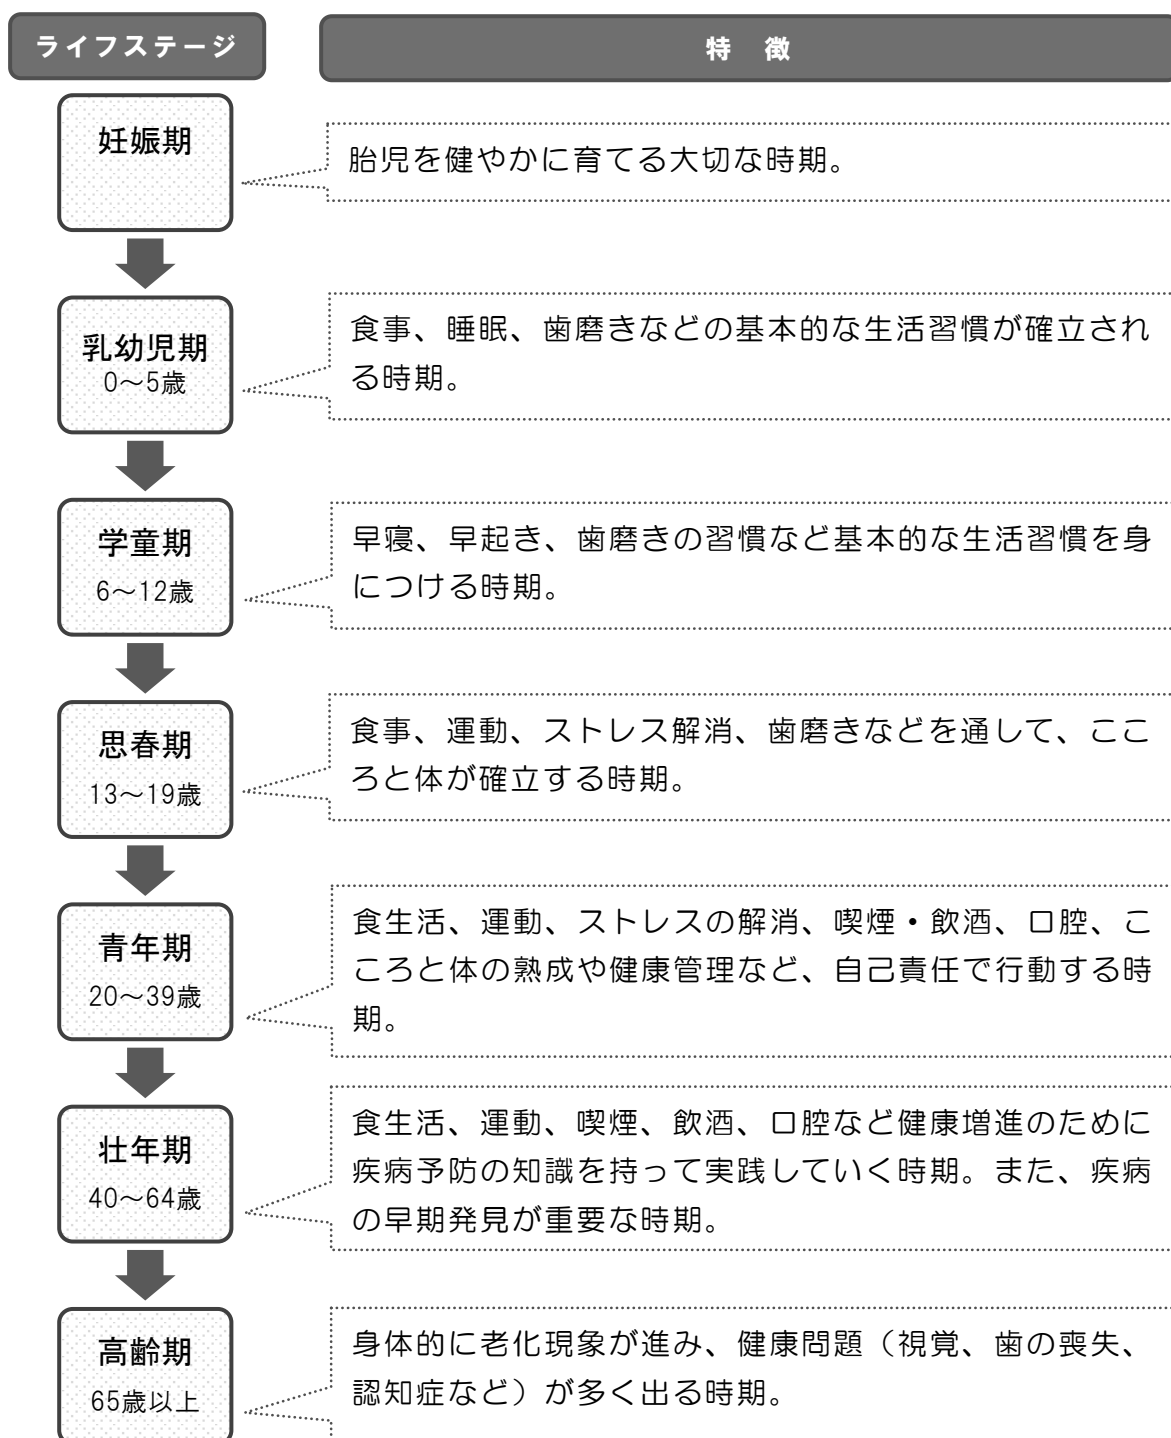 ライフステージ
特 徴
妊娠期
胎児を健やかに育てる大切な時期。
乳幼児期
0～5歳
食事、睡眠、歯磨きなどの基本的な生活習慣が確立され
る時期。
学童期
6～12歳
早寝、早起き、歯磨きの習慣など基本的な生活習慣を身
につける時期。
思春期
13～19歳
食事、運動、ストレス解消、歯磨きなどを通して、ここ
ろと体が確立する時期。
青年期
20～39歳
食生活、運動、ストレスの解消、喫煙・飲酒、口腔、こ
ころと体の熟成や健康管理など、自己責任で行動する時
期。
壮年期
40～64歳
食生活、運動、喫煙、飲酒、口腔など健康増進のために
疾病予防の知識を持って実践していく時期。また、疾病
の早期発見が重要な時期。
高齢期
65歳以上
身体的に老化現象が進み、健康問題（視覚、歯の喪失、
認知症など）が多く出る時期。